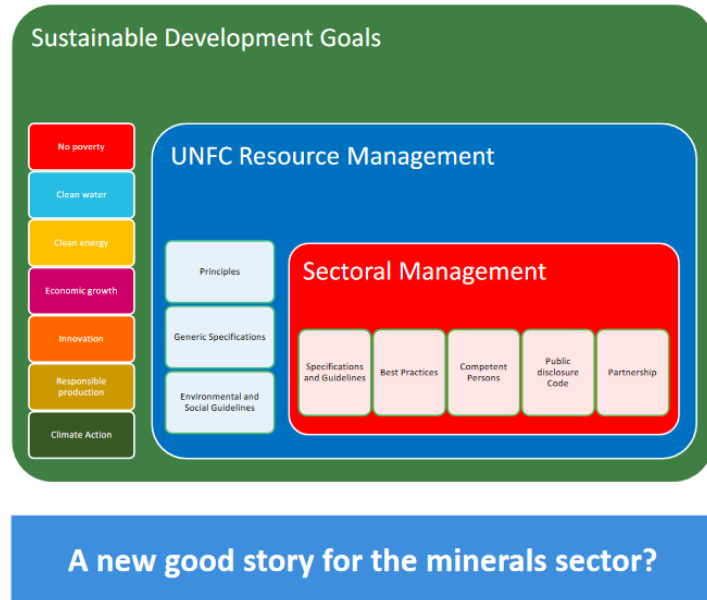 Sustainable Development Goals
No poverty
Clean water
Clean energy
Economic growth
Innovation
Responsible
production
Climate Action
UNFC Resource Management
Principles
Generic Specifications
Environmental and
Social Guidelines
Sectoral Management
Specifications
and Guidelines
Best Practices
Competent
Persons
Public
disclosure
Code
Partnership
A new good story for the minerals sector?